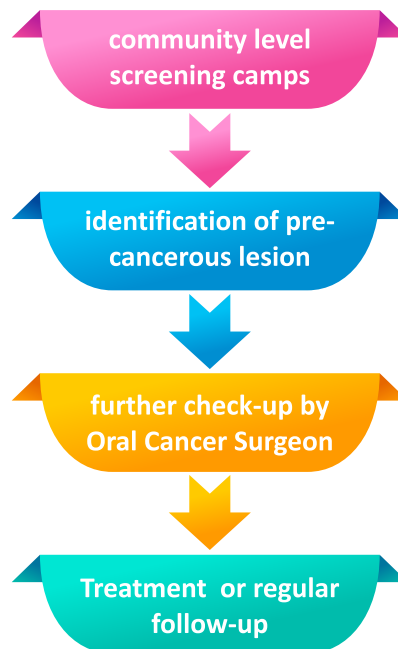 community level
screening camps
identification of pre-
cancerous lesion
further check-up by
Oral Cancer Surgeon
Treatment  or regular
follow-up